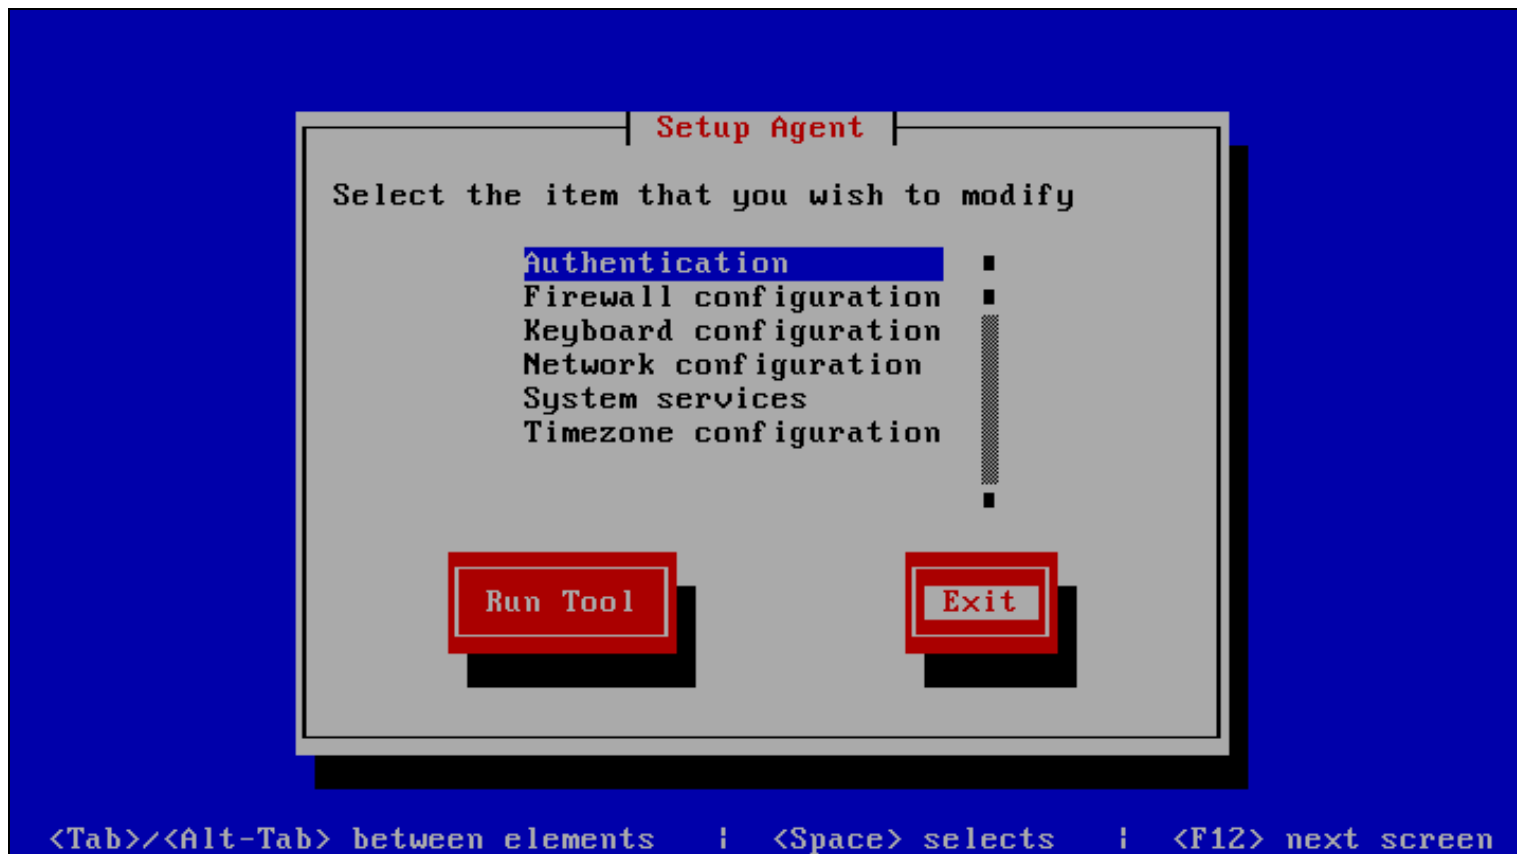 Setup Agent
Select the item that you wish to modify
Authentication
Firewall configuration
Keyboard configuration
Network configuration
System services
Timezone configuration
Run Tool
Exit
<Tab>/<Alt-Tab> between elements | <Space> selects | <F12> next screen